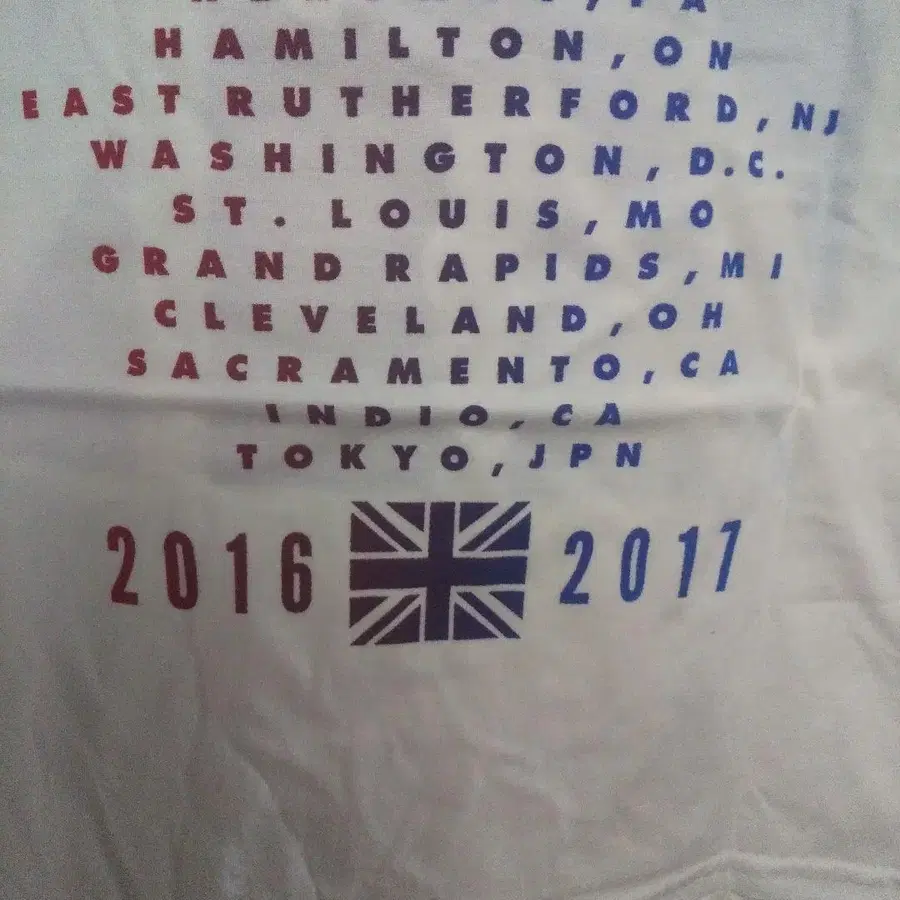 HAMILTON, ON
EAST RUTHERFORD, NJ
WASHINGTON, D.C.
ST. LOUIS, MO
GRAND RAPIDS, MI
CLEVELAND, OH
SACRAMENTO, CA
INDIO, CA
TOKYO, JPN
2016 2017